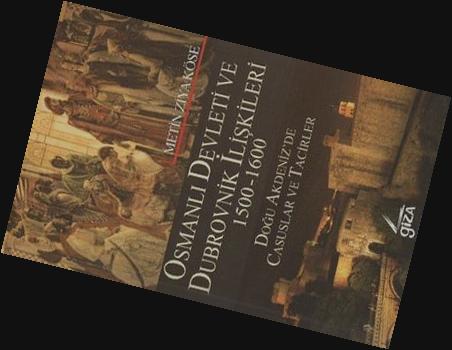 METİN ZİYA KÖSE
OSMANLI DEVLETİ VE
DUBROVNİK İLİŞKİLERİ
1500-1600
DOĞU AKDENİZ'DE
CASUSLAR VE TACİRLER
giza